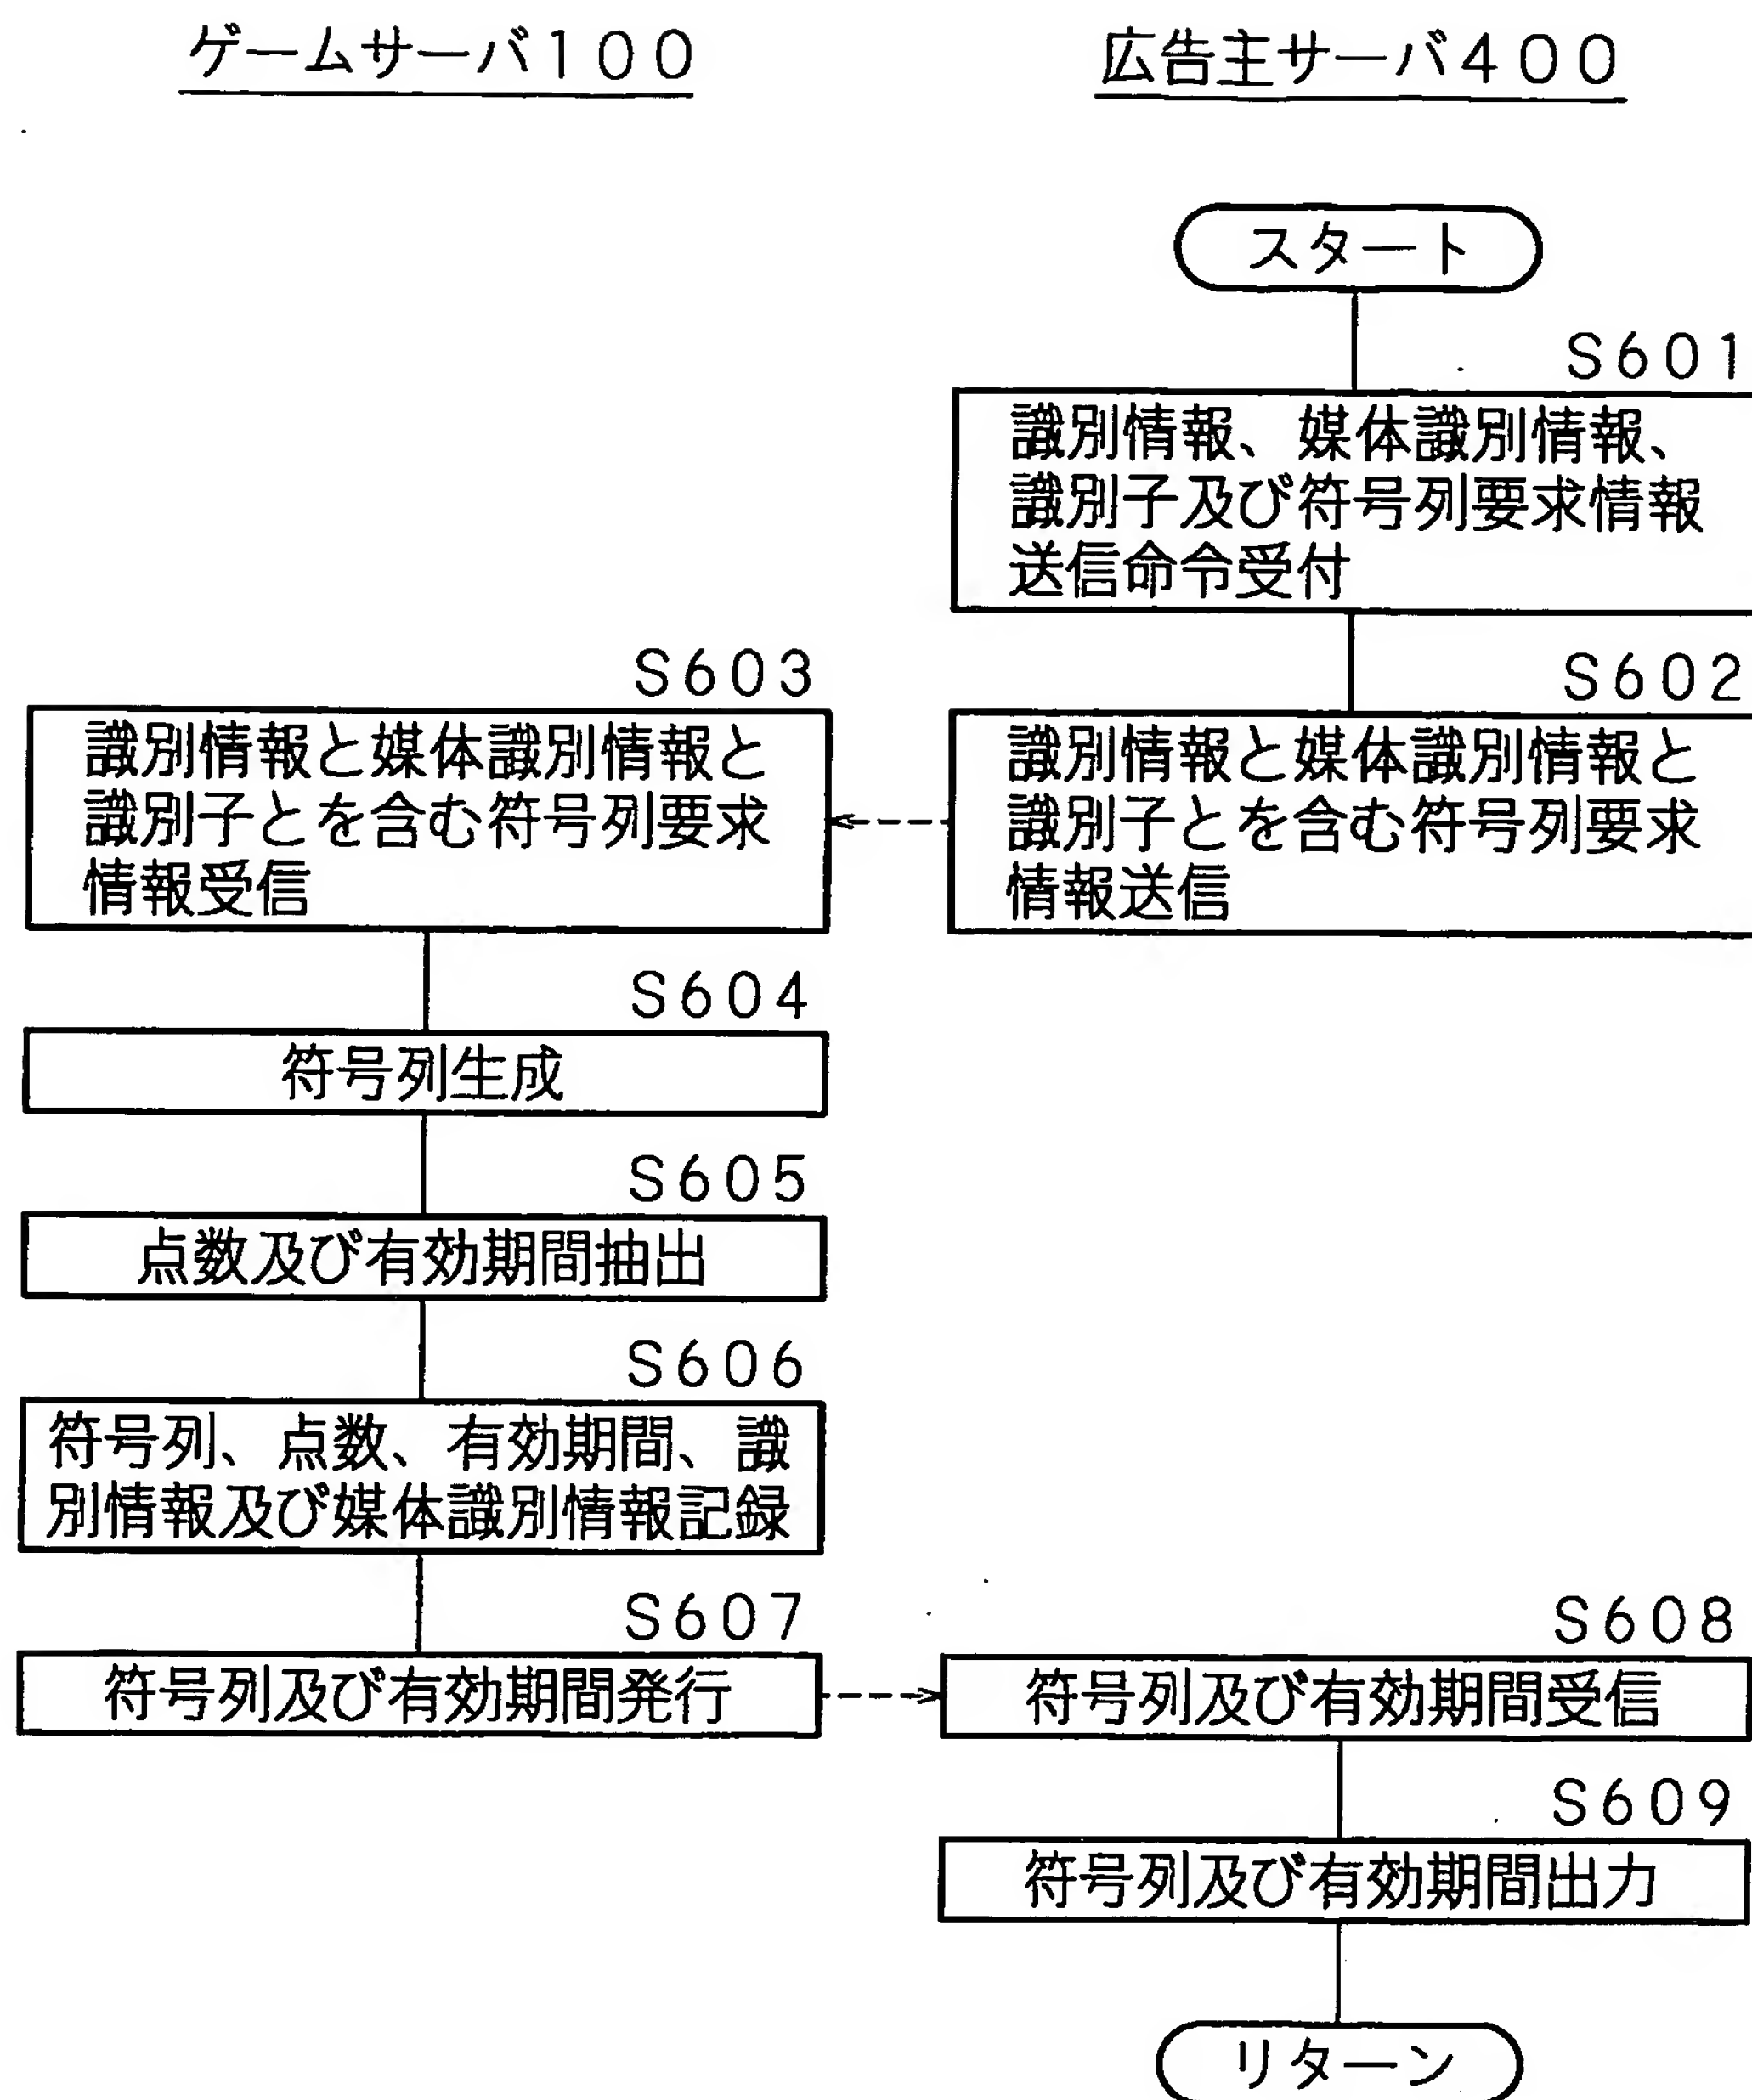 ゲームサーバ100
広告主サーバ400
スタート
S601
識別情報、媒体識別情報、
識別子及び符号列要求情報
送信命令受付
S602
識別情報と媒体識別情報と
識別子とを含む符号列要求
情報送信
S603
識別情報と媒体識別情報と
識別子とを含む符号列要求
情報受信
S604
符号列生成
S605
点数及び有効期間抽出
S606
符号列、点数、有効期間、識
別情報及び媒体識別情報記録
S607
符号列及び有効期間発行
S608
符号列及び有効期間受信
S609
符号列及び有効期間出力
リターン